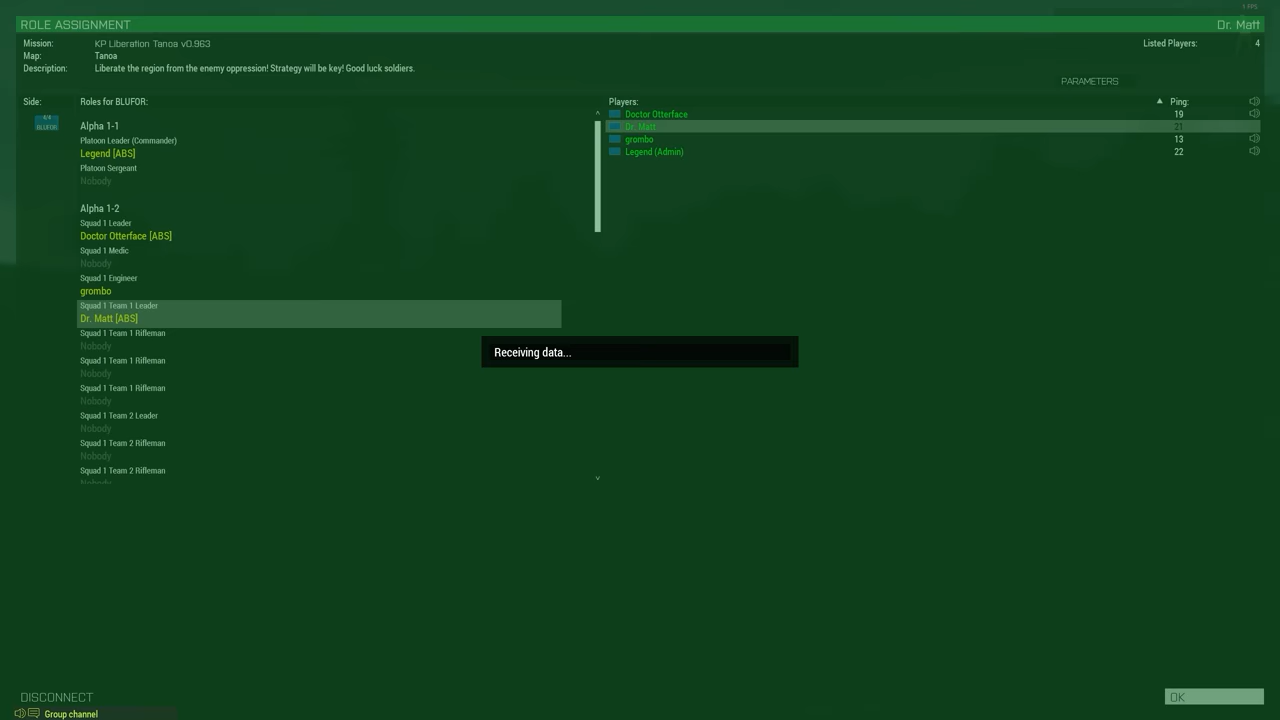 1 FPS
ROLE ASSIGNMENT
Dr. Matt
Mission: KP Liberation Tanoa v0.963
Listed Players: 4
Map: Tanoa
Description: Liberate the region from the enemy oppression! Strategy will be key! Good luck soldiers.
PARAMETERS
Side: Roles for BLUFOR: Players: Ping:
4/4
BLUFOR
Doctor Otterface 19
Dr. Matt 21
grombo 13
Legend (Admin) 22
Alpha 1-1
Platoon Leader (Commander)
Legend [ABS]
Platoon Sergeant
Nobody
Alpha 1-2
Squad 1 Leader
Doctor Otterface [ABS]
Squad 1 Medic
Nobody
Squad 1 Engineer
grombo
Squad 1 Team 1 Leader
Dr. Matt [ABS]
Squad 1 Team 1 Rifleman
Nobody
Squad 1 Team 1 Rifleman
Nobody
Squad 1 Team 1 Rifleman
Nobody
Squad 1 Team 2 Leader
Nobody
Squad 1 Team 2 Rifleman
Nobody
Squad 1 Team 2 Rifleman
Nobody
Receiving data...
DISCONNECT
OK
Group channel